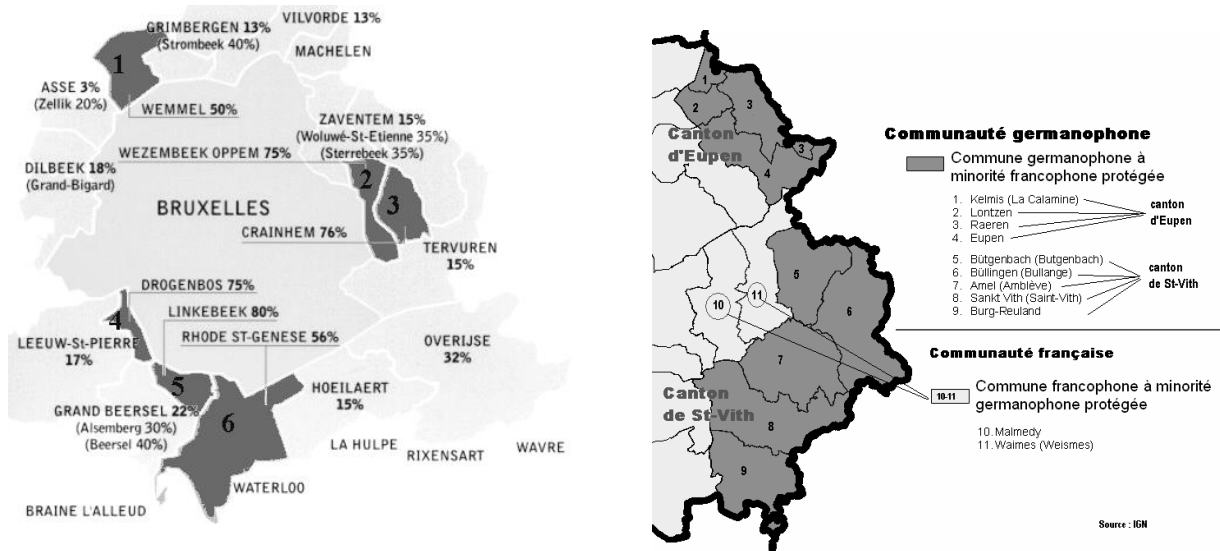 GRIMBERGEN 13%
(Strombeek 40%)
VILVORDE 13%
MACHELEN
1
ASSE 3%
(Zellik 20%)
WEMMEL 50%
ZAVENTEM 15%
(Woluwé-St-Etienne 35%)
(Sterrebeek 35%)
WEZEMBEEK OPPEM 75%
DILBEEK 18%
(Grand-Bigard)
2
3
BRUXELLES
CRAINHEM 76%
TERVUREN
15%
DROGENBOS 75%
LINKEBEEK 80%
RHODE ST-GENESE 56%
4
LEEUW-St-PIERRE
17%
OVERIJSE
32%
5
HOEILAERT
15%
GRAND BEERSEL 22%
(Alsemberg 30%)
(Beersel 40%)
6
LA HULPE
RIXENSART
WAVRE
WATERLOO
BRAINE L'ALLEUD
1
2
3
Canton
d'Eupen
3
4
5
6
10
11
7
Canton
de St-Vith
8
9
Communauté germanophone
Commune germanophone à
minorité francophone protégée
1. Kelmis (La Calamine)
2. Lontzen
3. Raeren
4. Eupen
canton
d'Eupen
5. Bütgenbach (Butgenbach)
6. Büllingen (Bullange)
7. Amel (Amblève)
8. Sankt Vith (Saint-Vith)
9. Burg-Reuland
canton
de St-Vith
Communauté française
10-11
Commune francophone à minorité
germanophone protégée
10. Malmedy
11. Waimes (Weismes)
Source : IGN